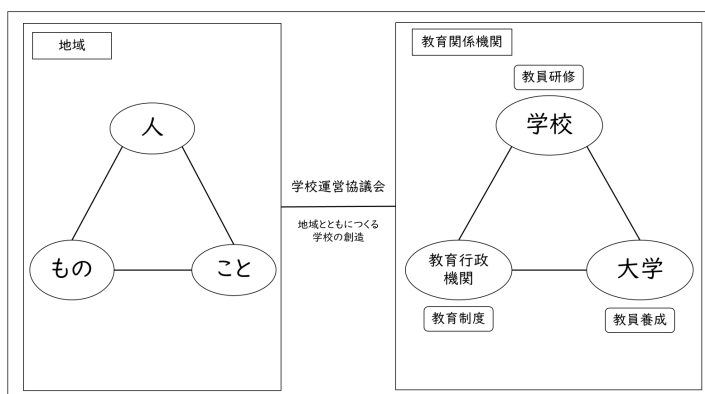 地域
人
もの
こと
学校運営協議会
地域とともにつくる
学校の創造
教育関係機関
教員研修
学校
教育行政
機関
大学
教育制度
教員養成